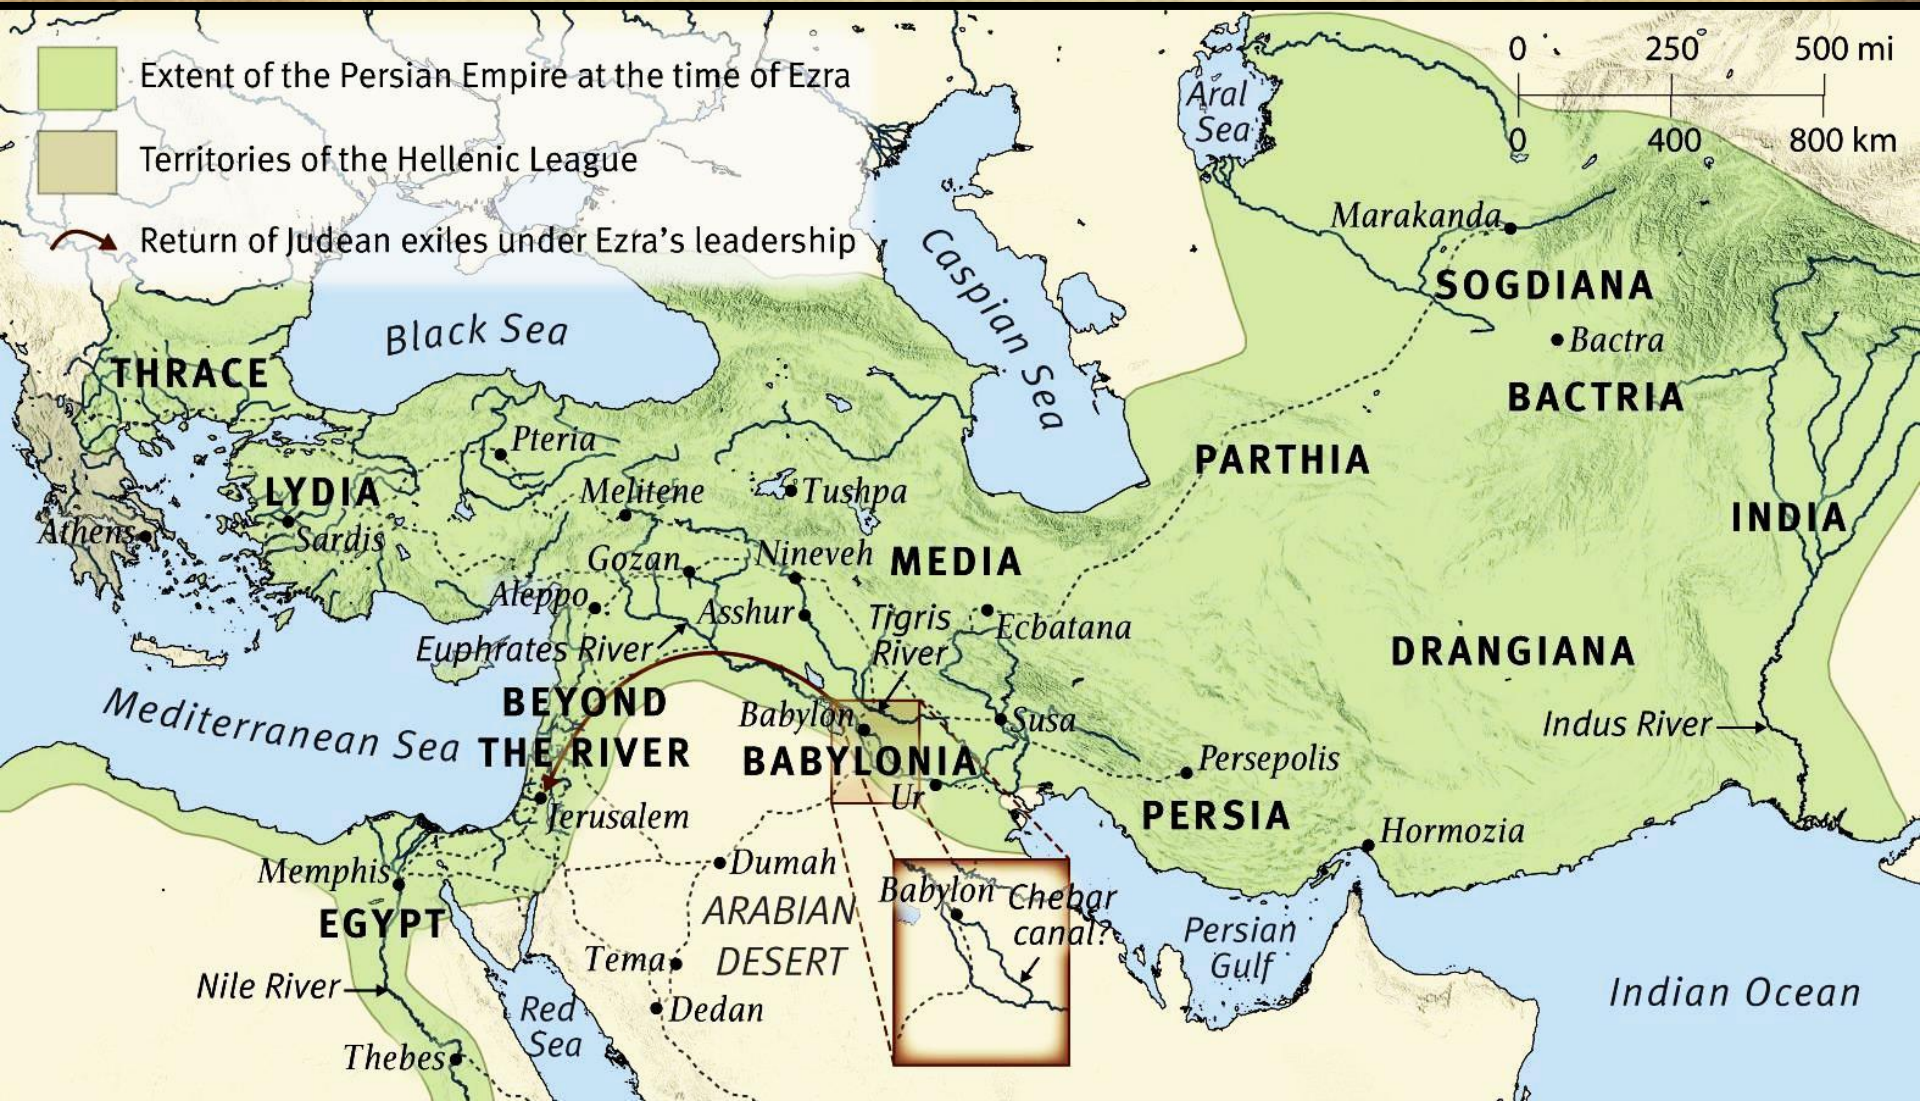 Extent of the Persian Empire at the time of Ezra
Territories of the Hellenic League
Return of Judean exiles under Ezra's leadership
0 250 500 mi
0 400 800 km
Aral
Sea
Caspian Sea
Black Sea
Marakanda
SOGDIANA
Bactra
BACTRIA
THRACE
PARTHIA
INDIA
Pteria
LYDIA
Melitene
Tushpa
Athens
Sardis
Gozan
Nineveh
MEDIA
Aleppo
Asshur
Tigris
River
Ecbatana
Euphrates River
DRANGIANA
BEYOND
THE RIVER
Mediterranean Sea
Babylon
BABYLONIA
Susa
Indus River
Persepolis
Ur
PERSIA
Jerusalem
Hormozia
Memphis
Dumah
EGYPT
ARABIAN
DESERT
Babylon
Chebar
canal?
Persian
Gulf
Tema
Nile River
Dedan
Red
Sea
Indian Ocean
Thebes